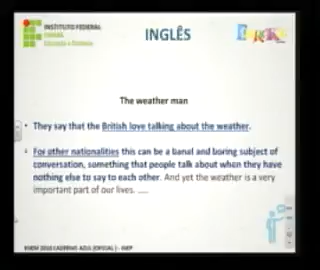 INSTITUTO FEDERAL
PARANÁ
Educação a Distância
INGLÊS
The weather man
• They say that the British love talking about the weather.
• For other nationalities this can be a banal and boring subject of
conversation, something that people talk about when they have
nothing else to say to each other. And yet the weather is a very
important part of our lives. ....
ENEM 2010 CADERNO AZUL (OFICIAL) - INEP